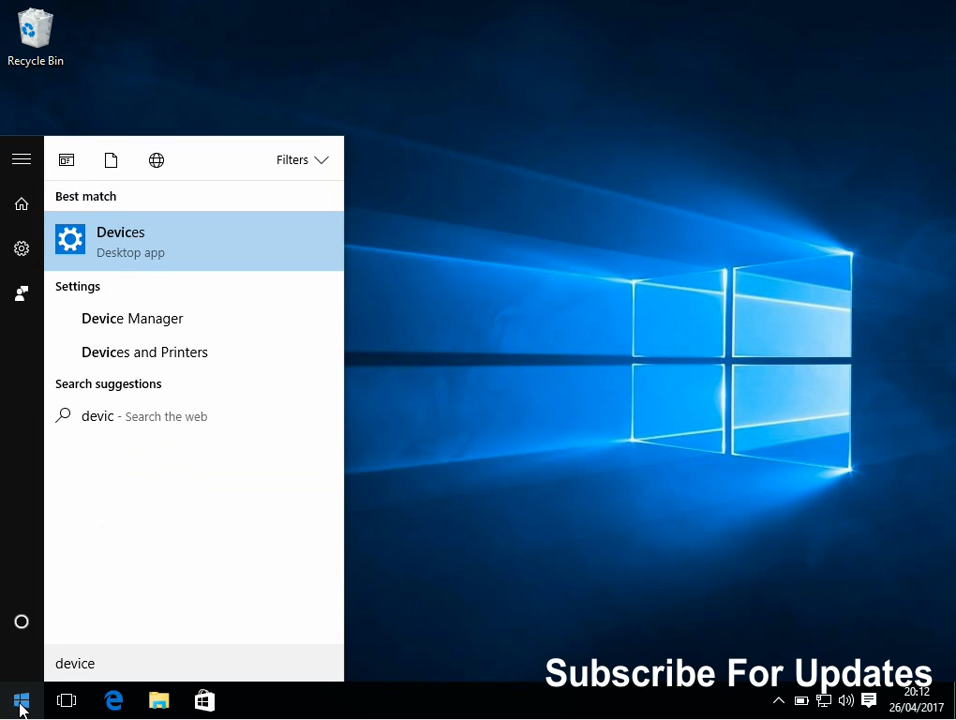 Recycle Bin
Filters
Best match
Devices
Desktop app
Settings
Device Manager
Devices and Printers
Search suggestions
devic - Search the web
device
Subscribe For Updates
20:12
26/04/2017